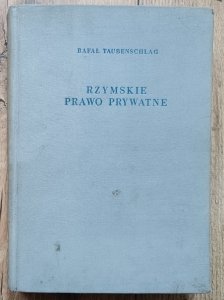 RAFAŁ TAUBENSCHLAG
RZYMSKIE
PRAWO PRYWATNE